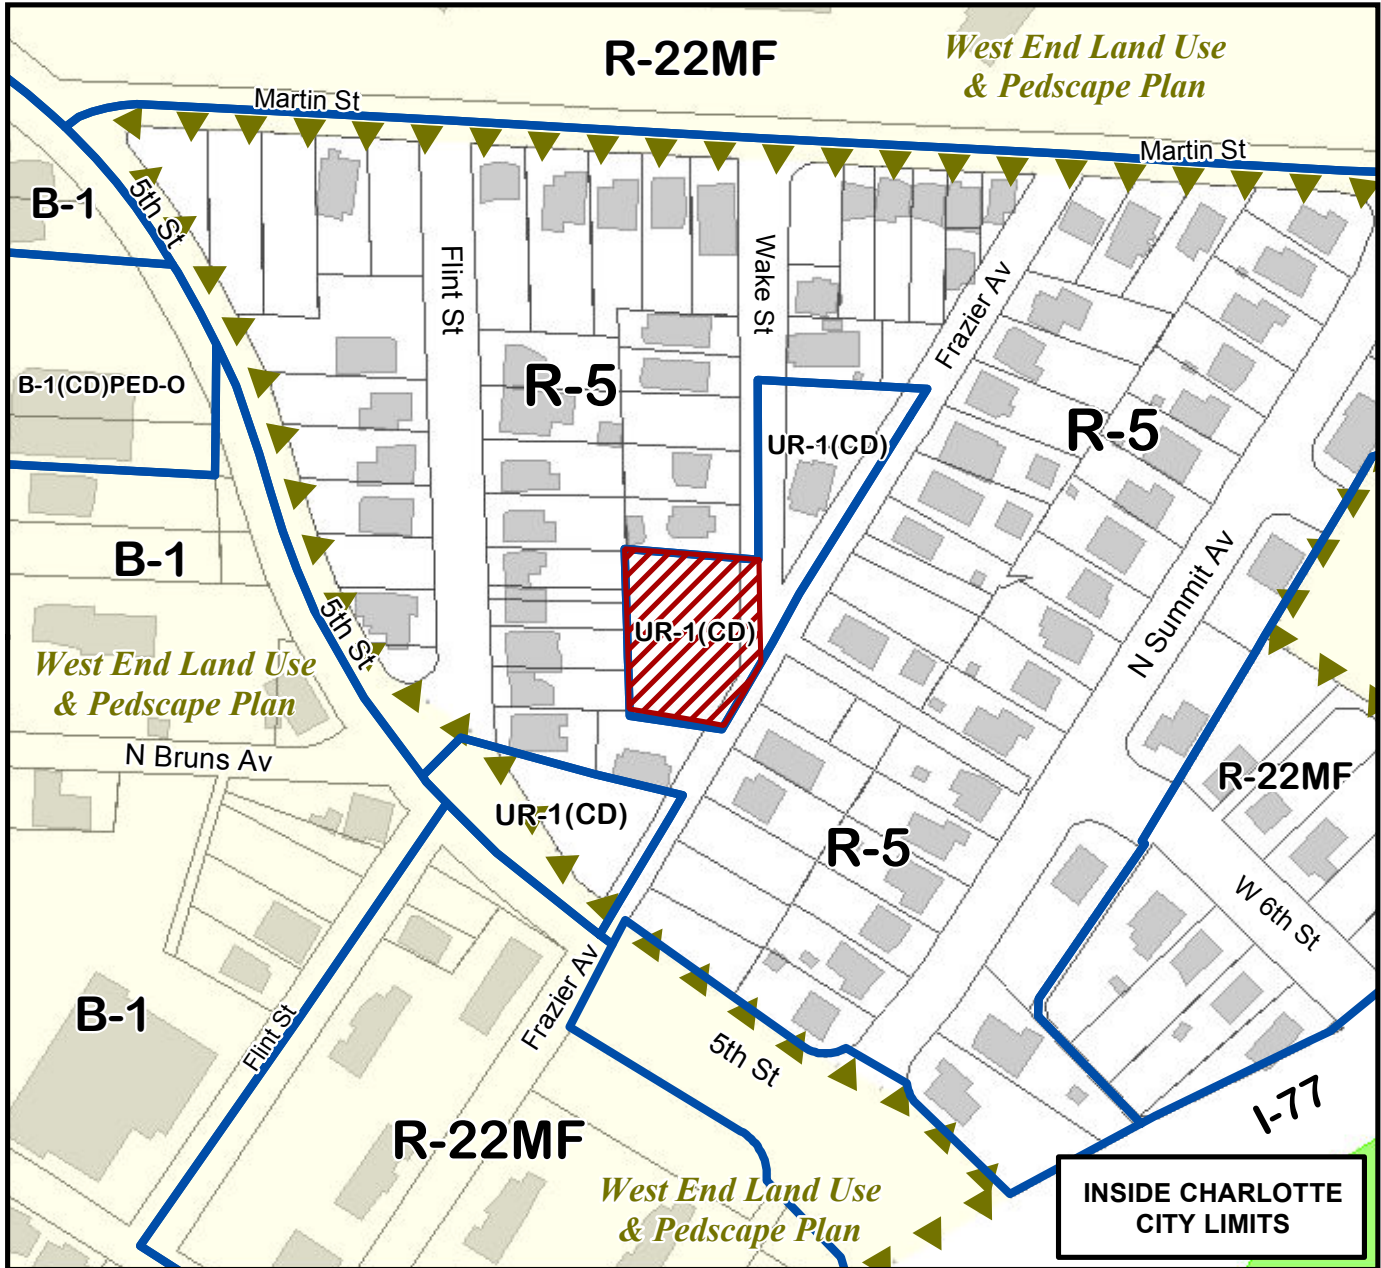 R-22MF
West End Land Use
& Pedscape Plan
Martin St
Martin St
B-1
5th St
Flint St
Wake St
Frazier Av
B-1(CD)PED-O
R-5
R-5
UR-1(CD)
B-1
N Summit Av
5th St
UR-1(CD)
West End Land Use
& Pedscape Plan
N Bruns Av
R-22MF
UR-1(CD)
R-5
W 6th St
B-1
Flint St
Frazier Av
5th St
I-77
R-22MF
West End Land Use
& Pedscape Plan
INSIDE CHARLOTTE
CITY LIMITS